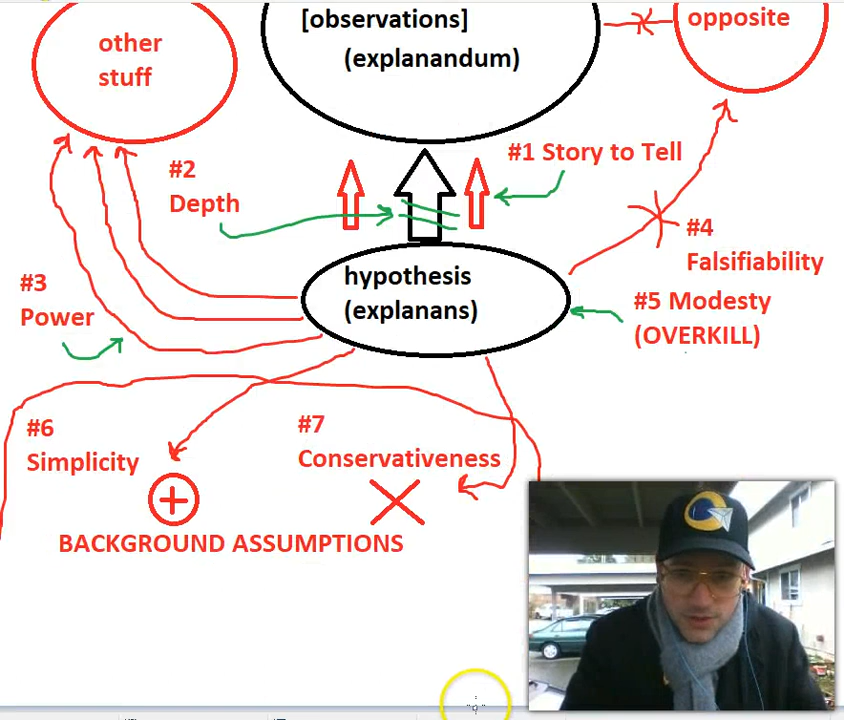 [observations]
(explanandum)
opposite
other
stuff
#1 Story to Tell
#2
Depth
#4
Falsifiability
hypothesis
(explanans)
#3
Power
#5 Modesty
(OVERKILL)
#6
Simplicity
#7
Conservativeness
BACKGROUND ASSUMPTIONS